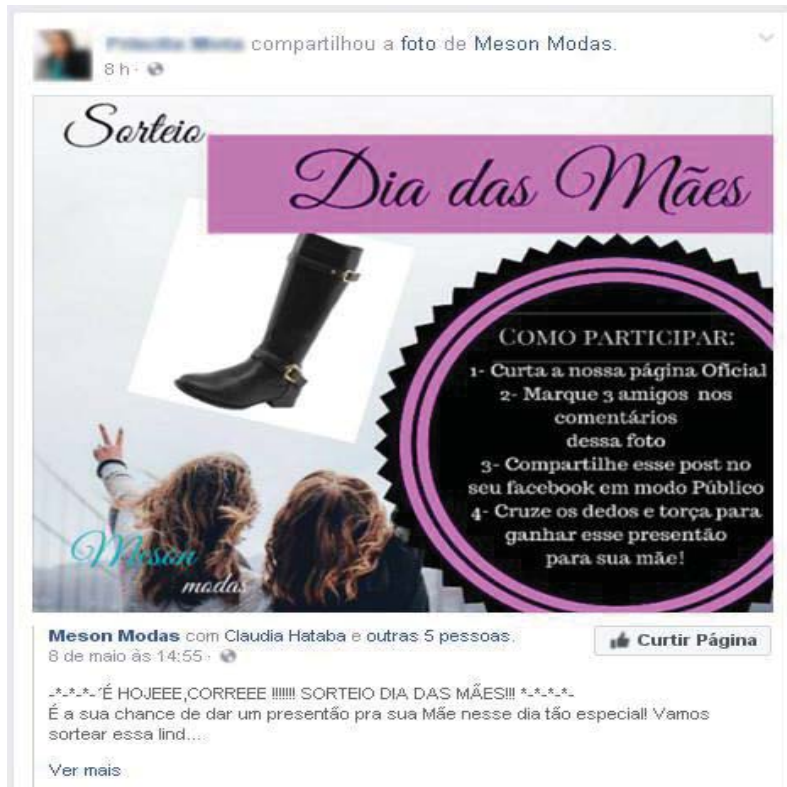 compartilhou a foto de Meson Modas.
8 h ·
Sorteio
Dia das Mães
COMO PARTICIPAR:
1- Curta a nossa página Oficial
2- Marque 3 amigos nos
comentários
dessa foto
3- Compartilhe esse post no
seu facebook em modo Público
4- Cruze os dedos e torça para
ganhar esse presentão
para sua mãe!
Meson
modas
Meson Modas com Claudia Hataba e outras 5 pessoas.
Curtir Página
8 de maio às 14:55 ·
-*-*-*-´É HOJEEE,CORREEE !!!!!!! SORTEIO DIA DAS MÃES!!! *-*-*-*-
É a sua chance de dar um presentão pra sua Mãe nesse dia tão especial! Vamos
sortear essa lind...
Ver mais